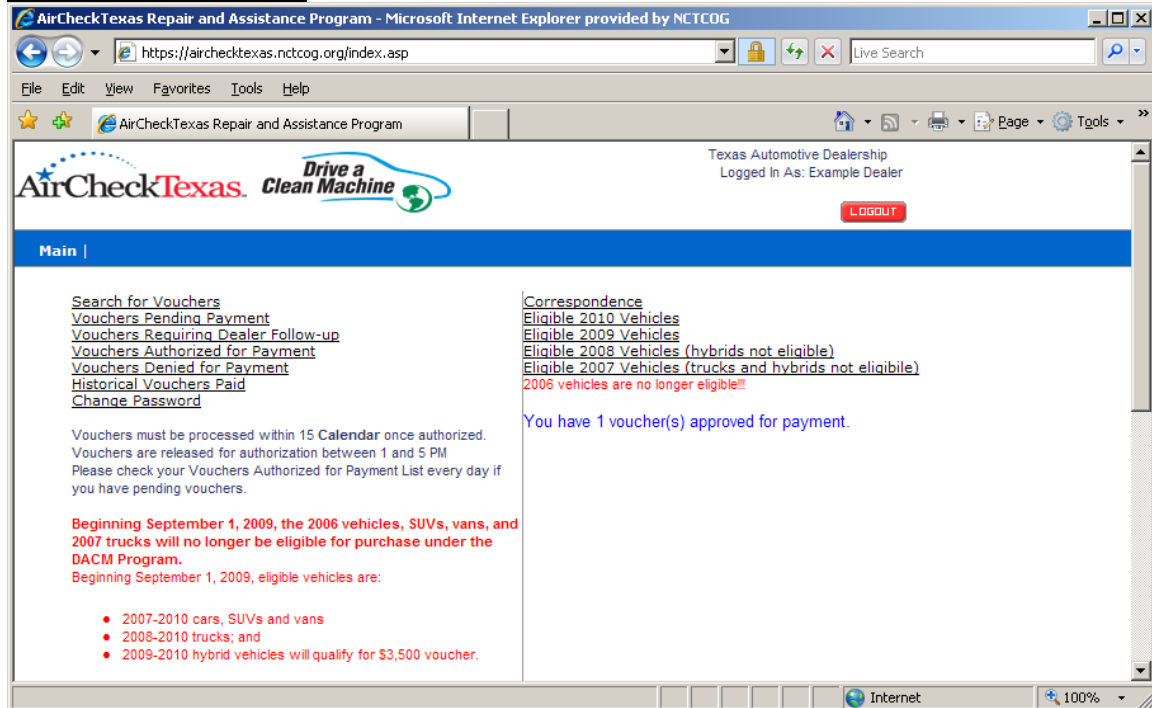 AirCheckTexas Repair and Assistance Program - Microsoft Internet Explorer provided by NCTCOG
https://airchecktexas.nctcog.org/index.asp
Live Search
File Edit View Favorites Tools Help
AirCheckTexas Repair and Assistance Program
Page Tools »
AirCheckTexas. Drive a Clean Machine
Texas Automotive Dealership
Logged In As: Example Dealer
LOGOUT
Main |
Search for Vouchers
Vouchers Pending Payment
Vouchers Requiring Dealer Follow-up
Vouchers Authorized for Payment
Vouchers Denied for Payment
Historical Vouchers Paid
Change Password
Vouchers must be processed within 15 Calendar once authorized.
Vouchers are released for authorization between 1 and 5 PM
Please check your Vouchers Authorized for Payment List every day if
you have pending vouchers.
Beginning September 1, 2009, the 2006 vehicles, SUVs, vans, and
2007 trucks will no longer be eligible for purchase under the
DACM Program.
Beginning September 1, 2009, eligible vehicles are:
• 2007-2010 cars, SUVs and vans
• 2008-2010 trucks; and
• 2009-2010 hybrid vehicles will qualify for $3,500 voucher.
Correspondence
Eligible 2010 Vehicles
Eligible 2009 Vehicles
Eligible 2008 Vehicles (hybrids not eligible)
Eligible 2007 Vehicles (trucks and hybrids not eligibile)
2006 vehicles are no longer eligible!!!
You have 1 voucher(s) approved for payment.
Internet
100%